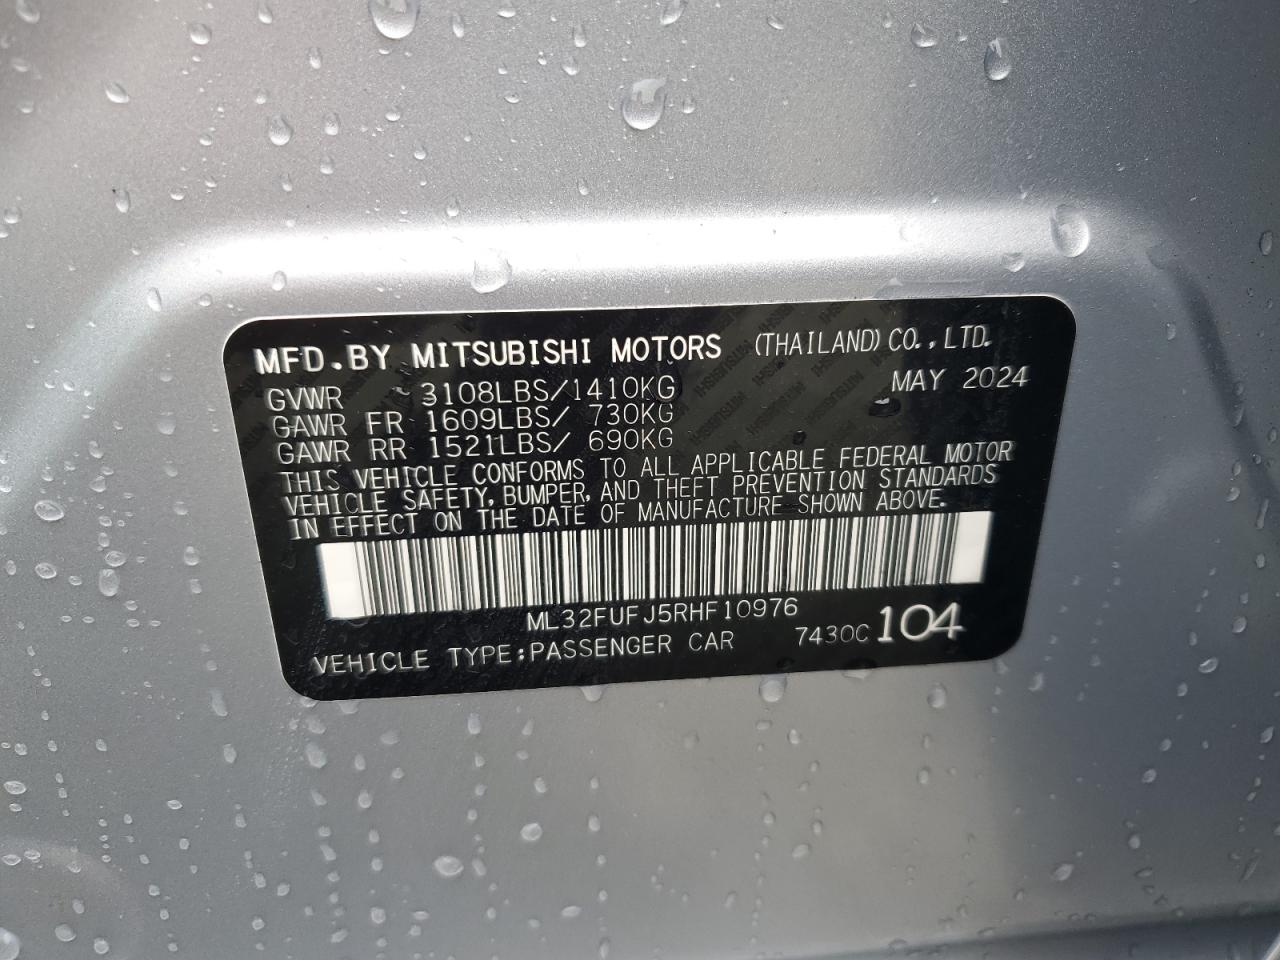 MFD.BY MITSUBISHI MOTORS (THAILAND) CO., LTD.
GVWR 3108LBS/1410KG MAY 2024
GAWR FR 1609LBS/ 730KG
GAWR RR 1521LBS/ 690KG
THIS VEHICLE CONFORMS TO ALL APPLICABLE FEDERAL MOTOR
VEHICLE SAFETY, BUMPER, AND THEFT PREVENTION STANDARDS
IN EFFECT ON THE DATE OF MANUFACTURE SHOWN ABOVE.
ML32FUFJ5RHF10976
VEHICLE TYPE:PASSENGER CAR 7430C 104